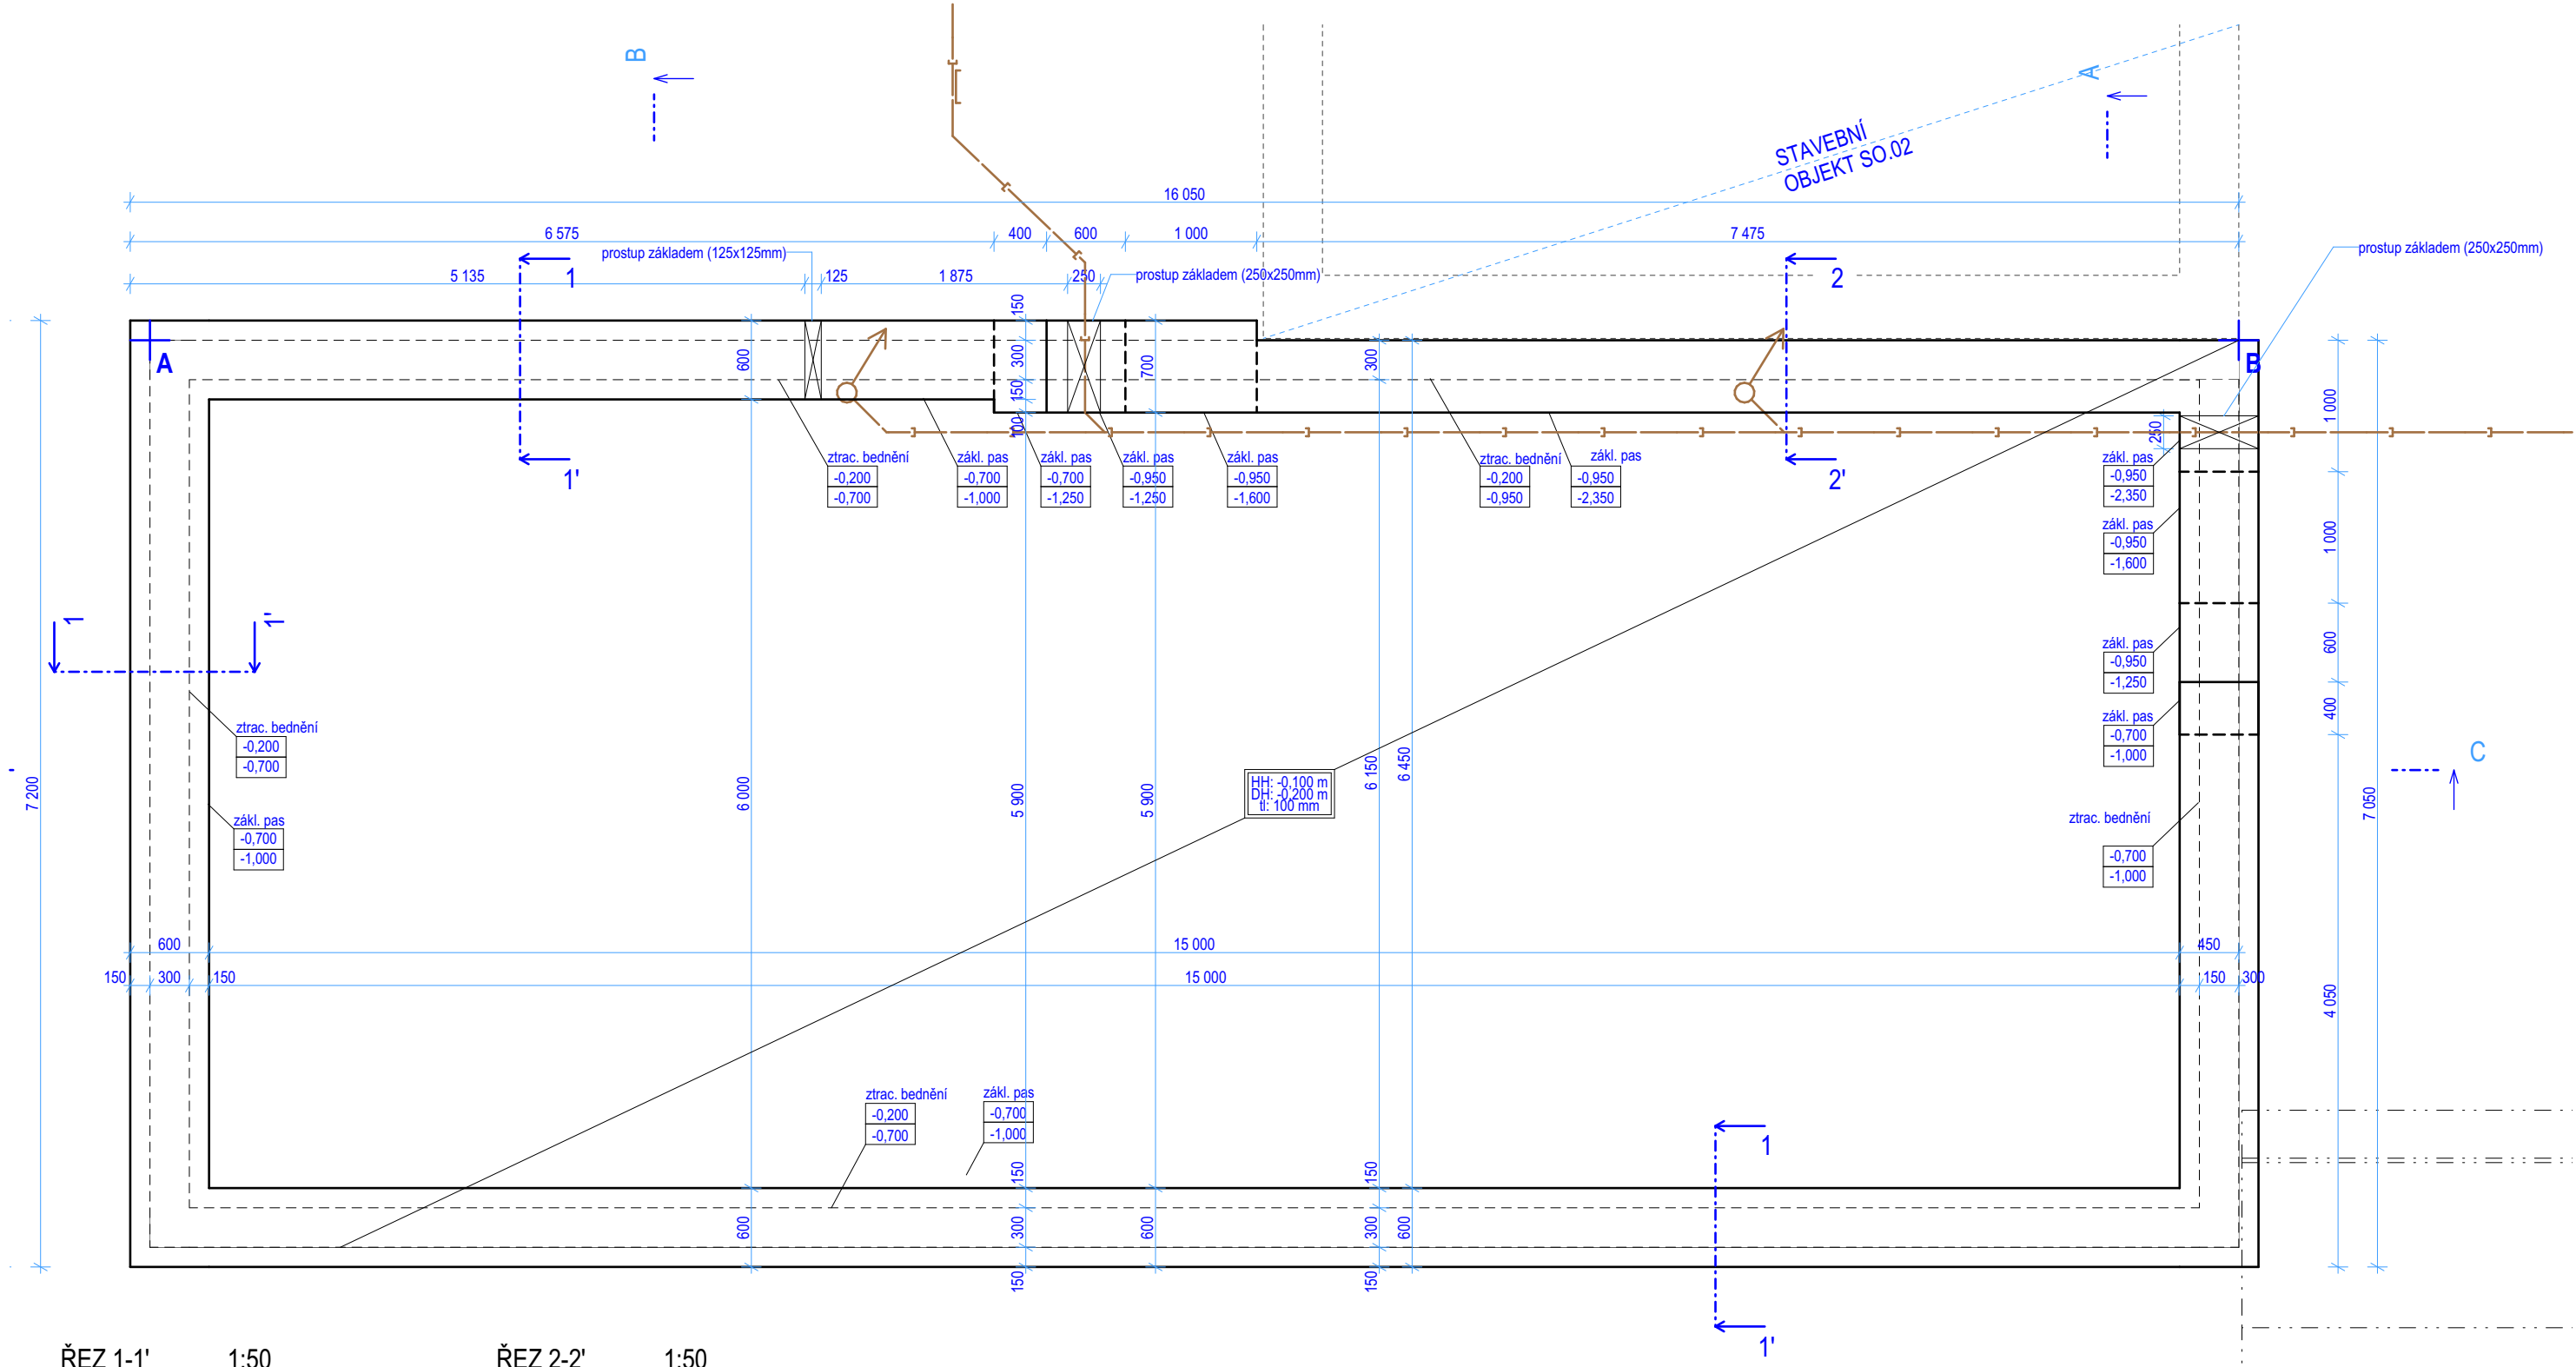 B
A
STAVEBNÍ
OBJEKT SO.02
16 050
6 575
400
600
1 000
7 475
prostup základem (125x125mm)
prostup základem (250x250mm)
prostup základem (250x250mm)
5 135
125
1 875
250
1
2
150
600
300
700
300
150
100
A
B
1 000
250
1'
2'
ztrac. bednění
-0,200
-0,700
zákl. pas
-0,700
-1,000
zákl. pas
-0,700
-1,250
zákl. pas
-0,950
-1,250
zákl. pas
-0,950
-1,600
ztrac. bednění
-0,200
-0,950
zákl. pas
-0,950
-2,350
zákl. pas
-0,950
-2,350
zákl. pas
-0,950
-1,600
1 000
1
1'
zákl. pas
-0,950
-1,250
600
zákl. pas
-0,700
-1,000
400
ztrac. bednění
-0,200
-0,700
zákl. pas
-0,700
-1,000
7 200
6 000
5 900
5 900
HH: -0,100 m
DH: -0,200 m
tl: 100 mm
6 150
6 450
C
7 050
ztrac. bednění
-0,700
-1,000
600
15 000
450
150
300
150
15 000
150
300
4 050
ztrac. bednění
-0,200
-0,700
zákl. pas
-0,700
-1,000
150
150
1
600
300
600
300
600
150
150
1'
ŘEZ 1-1'
1:50
ŘEZ 2-2'
1:50